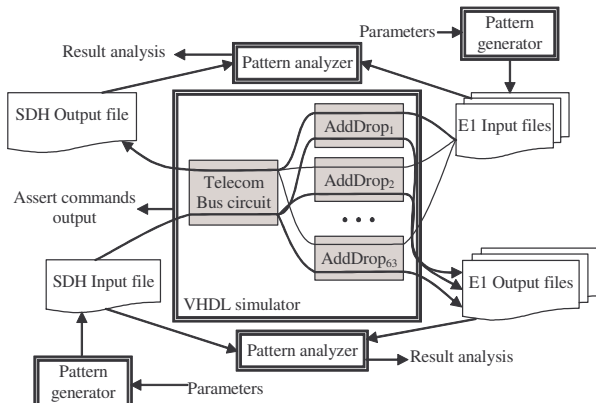 Parameters
Pattern
generator
Result analysis
Pattern analyzer
SDH Output file
E1 Input files
AddDrop1
Telecom
Bus circuit
AddDrop2
Assert commands
output
• • •
AddDrop63
SDH Input file
E1 Output files
VHDL simulator
Pattern analyzer
Result analysis
Pattern
generator
Parameters